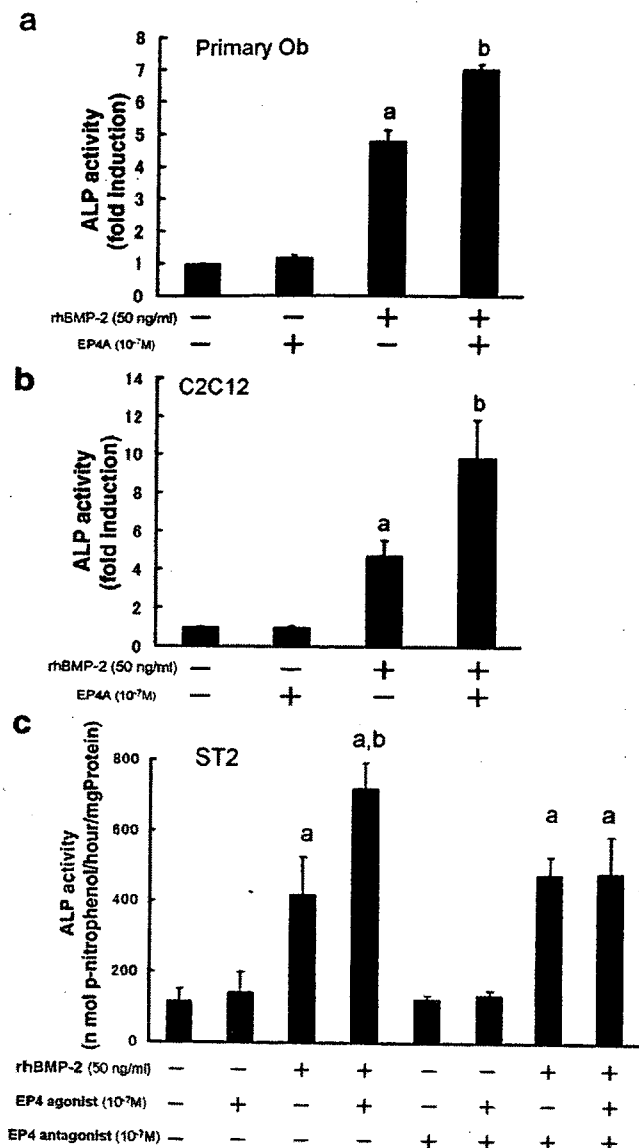 a
Primary Ob
b
a
8
7
6
5
4
3
2
1
0
ALP activity
(fold induction)
rhBMP-2 (50 ng/ml) − − + +
EP4A (10⁻⁷M) − + − +
b
C2C12
b
a
14
12
10
8
6
4
2
0
ALP activity
(fold induction)
rhBMP-2 (50 ng/ml) − − + +
EP4A (10⁻⁷M) − + − +
c
ST2
a,b
a
a
a
800
600
400
200
0
ALP activity
(n mol p-nitrophenol/hour/mgProtein)
rhBMP-2 (50 ng/ml) − − + + − − + +
EP4 agonist (10⁻⁷M) − + − + − + − +
EP4 antagonist (10⁻⁷M) − − − − + + + +